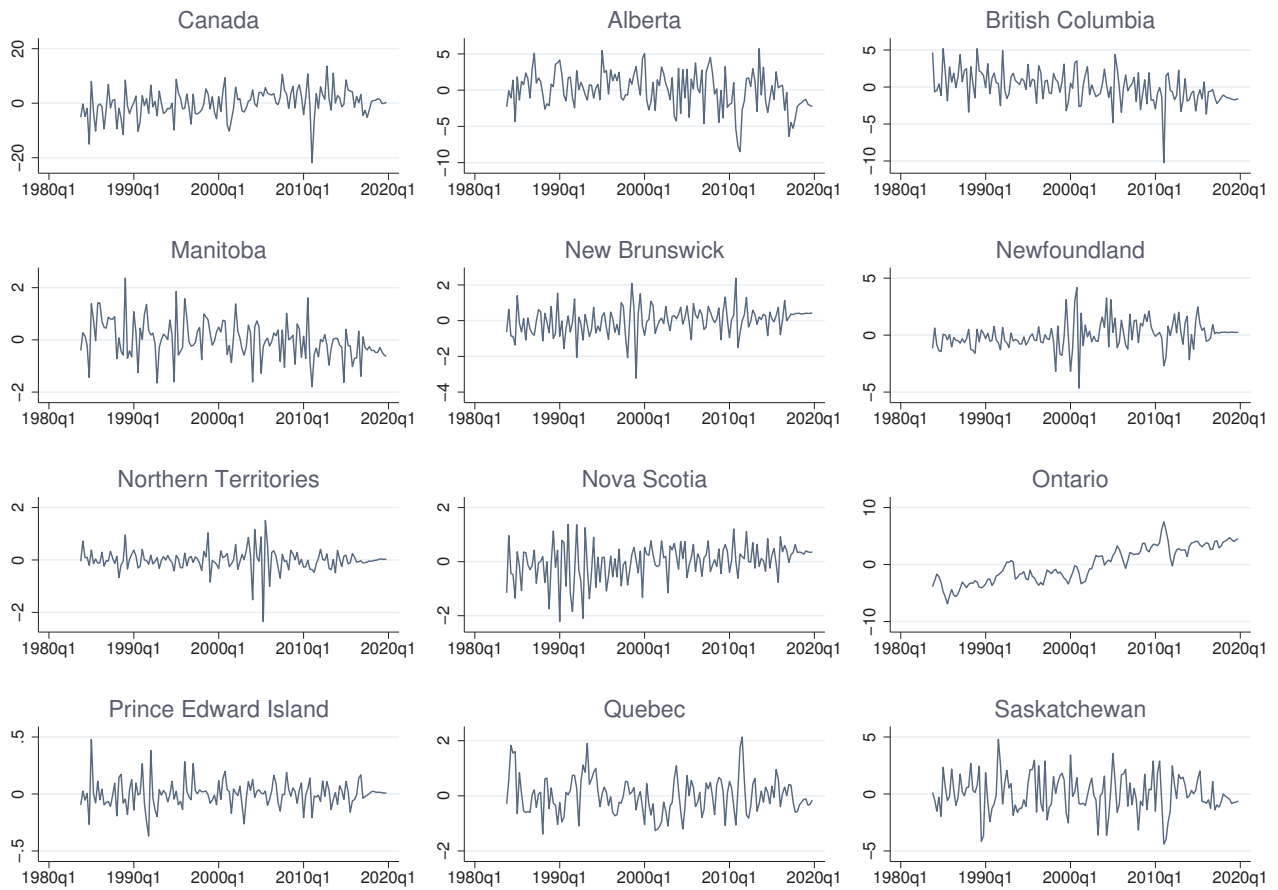 Canada
20
0
−20
1980q1 1990q1 2000q1 2010q1 2020q1
Alberta
5
0
−5
−10
1980q1 1990q1 2000q1 2010q1 2020q1
British Columbia
5
0
−5
−10
1980q1 1990q1 2000q1 2010q1 2020q1
Manitoba
2
0
−2
1980q1 1990q1 2000q1 2010q1 2020q1
New Brunswick
2
0
−2
−4
1980q1 1990q1 2000q1 2010q1 2020q1
Newfoundland
5
0
−5
1980q1 1990q1 2000q1 2010q1 2020q1
Northern Territories
2
0
−2
1980q1 1990q1 2000q1 2010q1 2020q1
Nova Scotia
2
0
−2
1980q1 1990q1 2000q1 2010q1 2020q1
Ontario
10
0
−10
1980q1 1990q1 2000q1 2010q1 2020q1
Prince Edward Island
.5
0
−.5
1980q1 1990q1 2000q1 2010q1 2020q1
Quebec
2
0
−2
1980q1 1990q1 2000q1 2010q1 2020q1
Saskatchewan
5
0
−5
1980q1 1990q1 2000q1 2010q1 2020q1